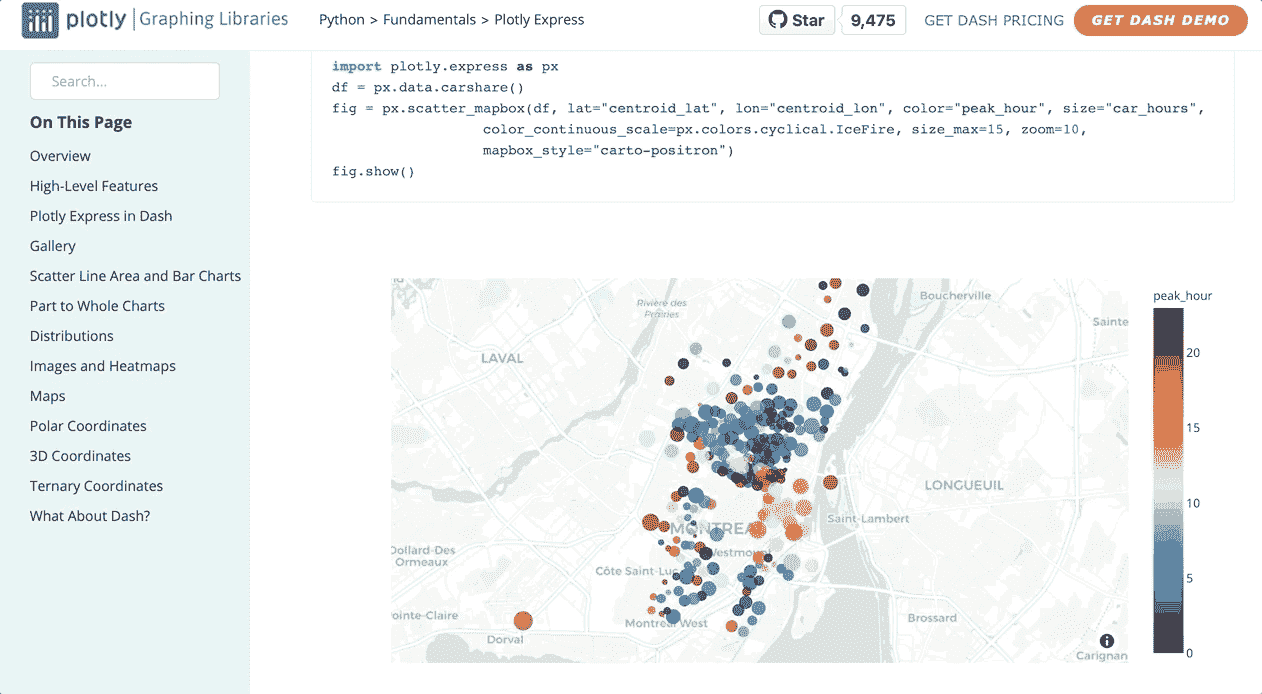 plotly | Graphing Libraries
Python > Fundamentals > Plotly Express
Star
9,475
GET DASH PRICING
GET DASH DEMO
Search...
On This Page
Overview
High-Level Features
Plotly Express in Dash
Gallery
Scatter Line Area and Bar Charts
Part to Whole Charts
Distributions
Images and Heatmaps
Maps
Polar Coordinates
3D Coordinates
Ternary Coordinates
What About Dash?
import plotly.express as px
df = px.data.carshare()
fig = px.scatter_mapbox(df, lat="centroid_lat", lon="centroid_lon", color="peak_hour", size="car_hours",
color_continuous_scale=px.colors.cyclical.IceFire, size_max=15, zoom=10,
mapbox_style="carto-positron")
fig.show()
Rivière des
Prairies
Boucherville
Sainte
LAVAL
LONGUEUIL
MONTREA
Saint-Lambert
Dollard-Des
Ormeaux
Westmount
Côte Saint-Luc
ointe-Claire
Montréal West
Brossard
Dorval
Carignan
peak_hour
20
15
10
5
0